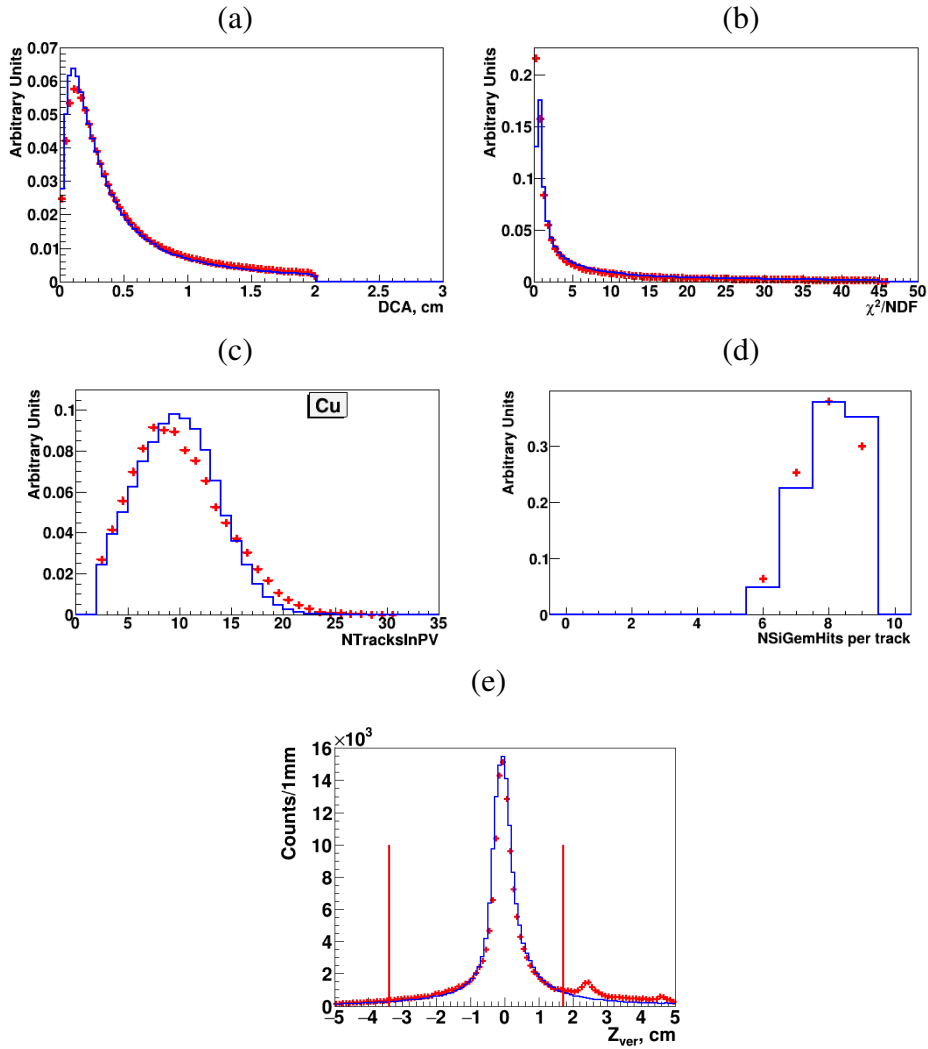 (a)
Arbitrary Units
0.07
0.06
0.05
0.04
0.03
0.02
0.01
0
0 0.5 1 1.5 2 2.5 3
DCA, cm
(b)
Arbitrary Units
0.2
0.15
0.1
0.05
0
0 5 10 15 20 25 30 35 40 45 50
χ²/NDF
(c)
Arbitrary Units
0.1
0.08
0.06
0.04
0.02
0
Cu
0 5 10 15 20 25 30 35
NTracksInPV
(d)
Arbitrary Units
0.3
0.2
0.1
0
0 2 4 6 8 10
NSiGemHits per track
(e)
×10³
Counts/1mm
16
14
12
10
8
6
4
2
0
−5 −4 −3 −2 −1 0 1 2 3 4 5
Zver, cm